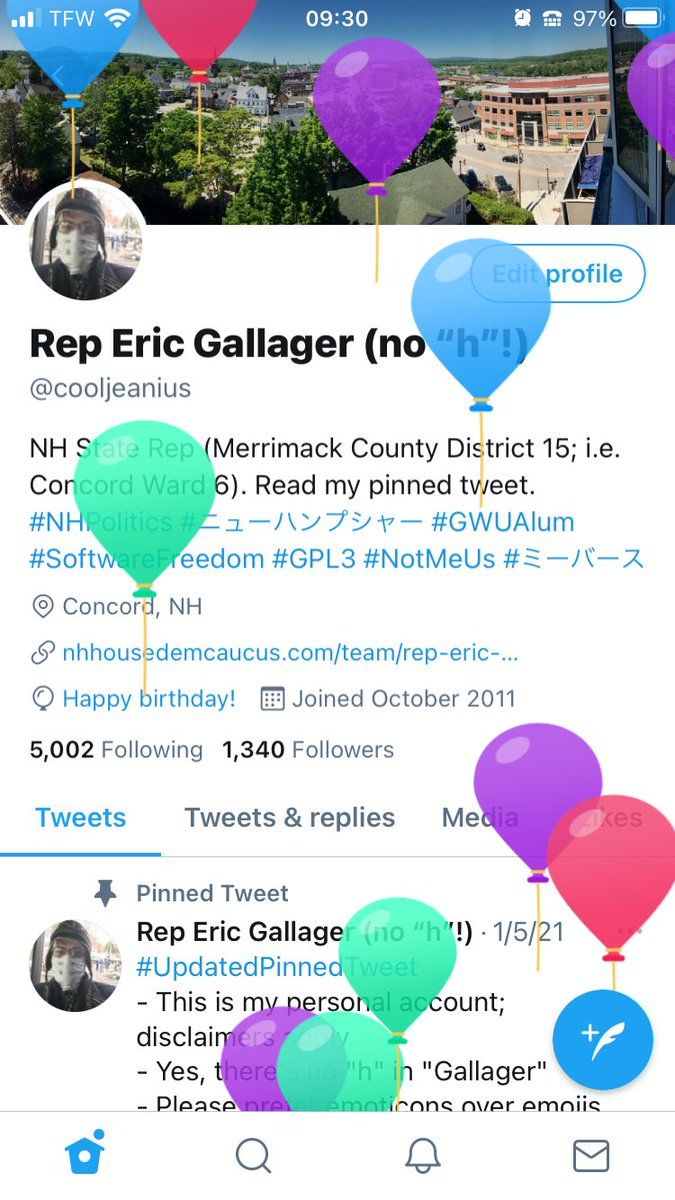 TFW 09:30 97%
Edit profile
Rep Eric Gallager (no “h”!)
@cooljeanius
NH State Rep (Merrimack County District 15; i.e.
Concord Ward 6). Read my pinned tweet.
#NHPolitics #ニューハンプシャー #GWUAlum
#SoftwareFreedom #GPL3 #NotMeUs #ミーバース
Concord, NH
nhhousedemcaucus.com/team/rep-eric-…
Happy birthday! Joined October 2011
5,002 Following 1,340 Followers
Tweets Tweets & replies Media Likes
Pinned Tweet
Rep Eric Gallager (no “h”!) · 1/5/21
#UpdatedPinnedTweet
- This is my personal account;
disclaimers apply
- Yes, there's no "h" in "Gallager"
- Please prefer emoticons over emojis